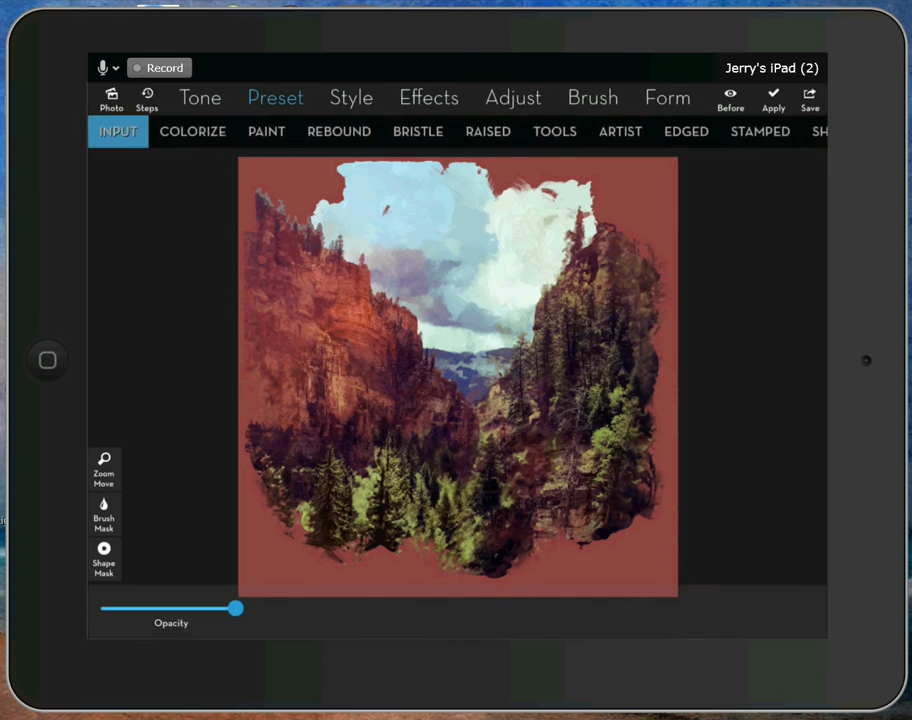 Record
Jerry's iPad (2)
Photo Steps Tone Preset Style Effects Adjust Brush Form Before Apply Save
INPUT COLORIZE PAINT REBOUND BRISTLE RAISED TOOLS ARTIST EDGED STAMPED SH
Zoom
Move
Brush
Mask
Shape
Mask
Opacity